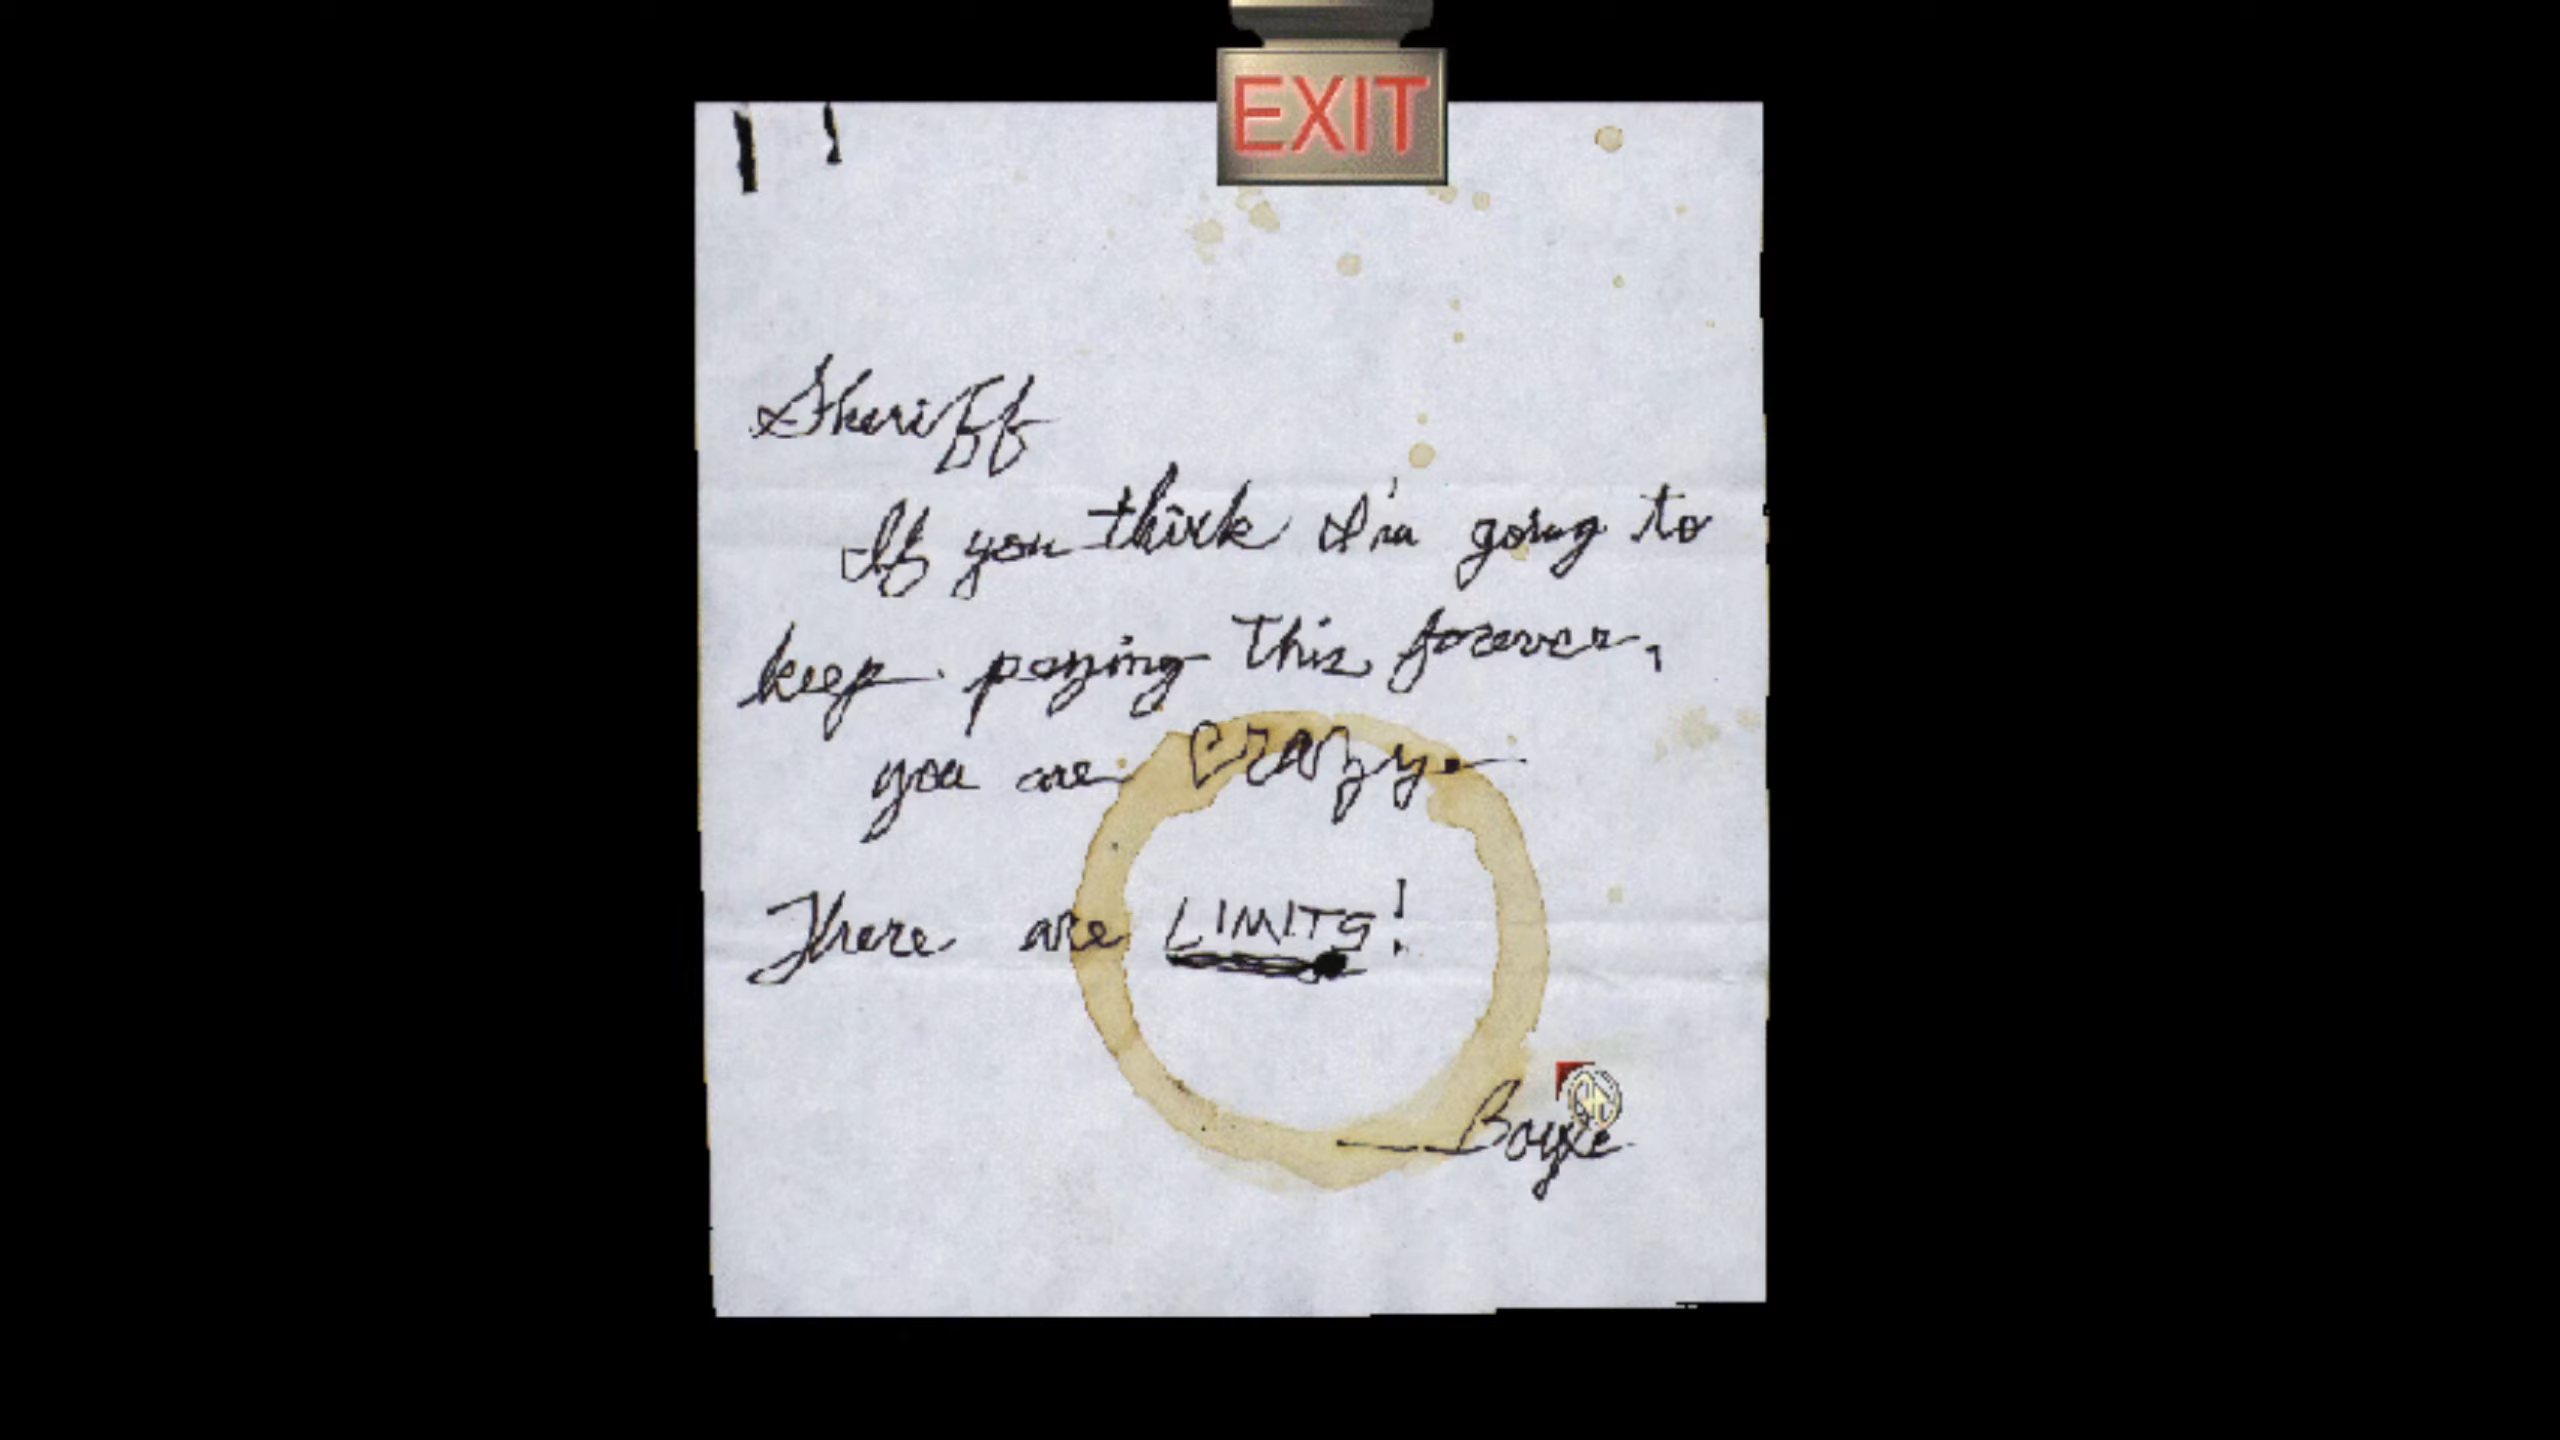 EXIT
Sheriff
If you think I'm going to
keep paying this forever,
you are crazy.
There are LIMITS!
—Boyle